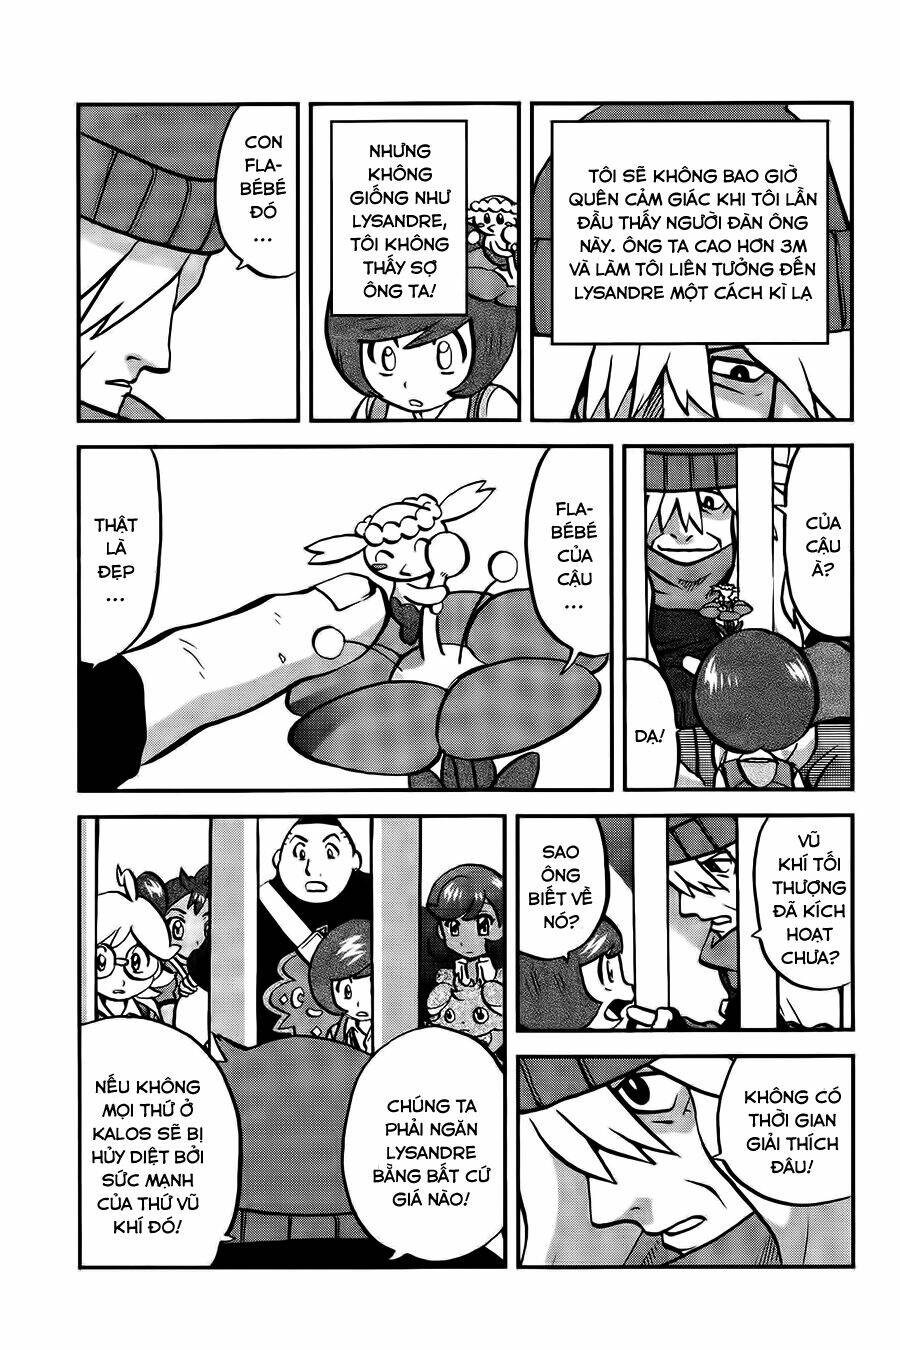 TÔI SẼ KHÔNG BAO GIỜ
QUÊN CẢM GIÁC KHI TÔI LẦN
ĐẦU THẤY NGƯỜI ĐÀN ÔNG
NÀY. ÔNG TA CAO HƠN 3M
VÀ LÀM TÔI LIÊN TƯỞNG ĐẾN
LYSANDRE MỘT CÁCH KÌ LẠ
NHƯNG
KHÔNG
GIỐNG NHƯ
LYSANDRE,
TÔI KHÔNG
THẤY SỢ
ÔNG TA!
CON
FLA-
BÉBÉ
ĐÓ
...
CỦA
CẬU
À?
DẠ!
FLA-
BÉBÉ
CỦA
CẬU
...
THẬT
LÀ
ĐẸP
...
VŨ
KHÍ TỐI
THƯỢNG
ĐÃ KÍCH
HOẠT
CHƯA?
SAO
ÔNG
BIẾT VỀ
NÓ?
KHÔNG CÓ
THỜI GIAN
GIẢI THÍCH
ĐÂU!
CHÚNG TA
PHẢI NGĂN
LYSANDRE
BẰNG BẤT CỨ
GIÁ NÀO!
NẾU KHÔNG
MỌI THỨ Ở
KALOS SẼ BỊ
HỦY DIỆT BỞI
SỨC MẠNH
CỦA THỨ VŨ
KHÍ ĐÓ!